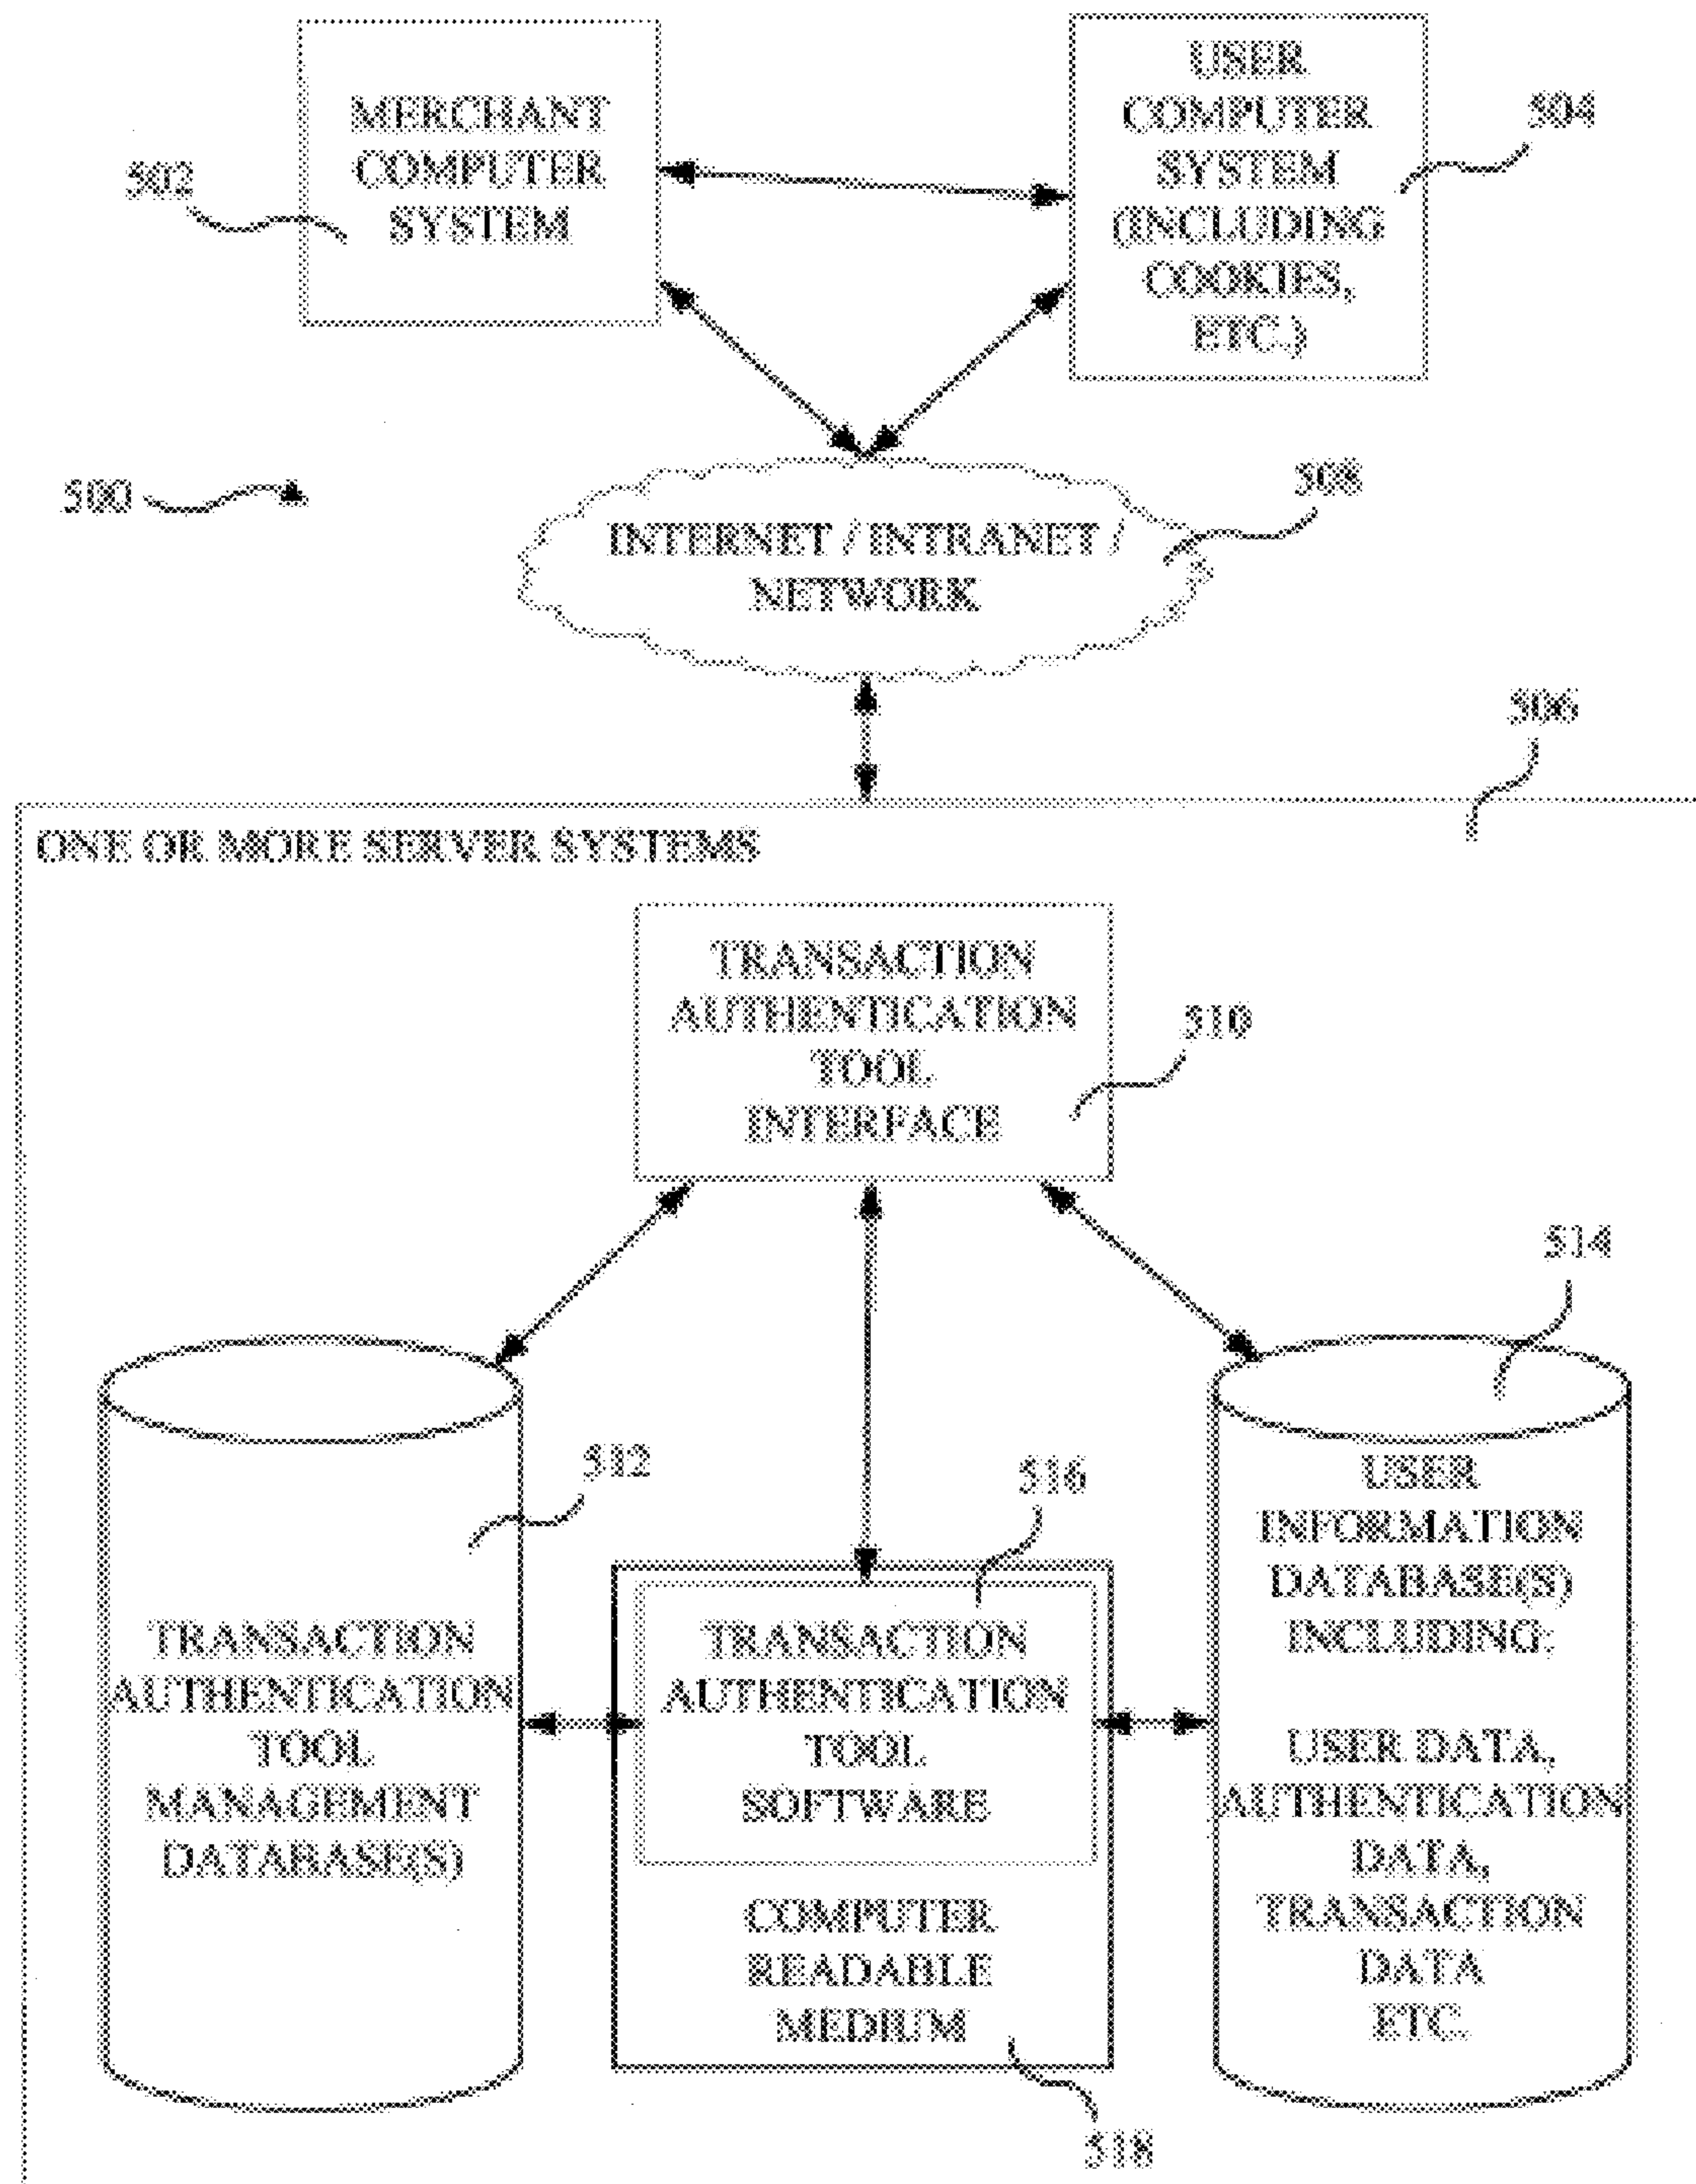 MERCHANT
COMPUTER
SYSTEM
502
USER
COMPUTER
SYSTEM
(INCLUDING
COOKIES,
ETC.)
504
500
508
INTERNET / INTRANET /
NETWORK
506
ONE OR MORE SERVER SYSTEMS
TRANSACTION
AUTHENTICATION
TOOL
INTERFACE
510
514
512
516
TRANSACTION
AUTHENTICATION
TOOL
MANAGEMENT
DATABASE(S)
TRANSACTION
AUTHENTICATION
TOOL
SOFTWARE
COMPUTER
READABLE
MEDIUM
518
USER
INFORMATION
DATABASE(S)
INCLUDING:
USER DATA,
AUTHENTICATION
DATA,
TRANSACTION
DATA
ETC.